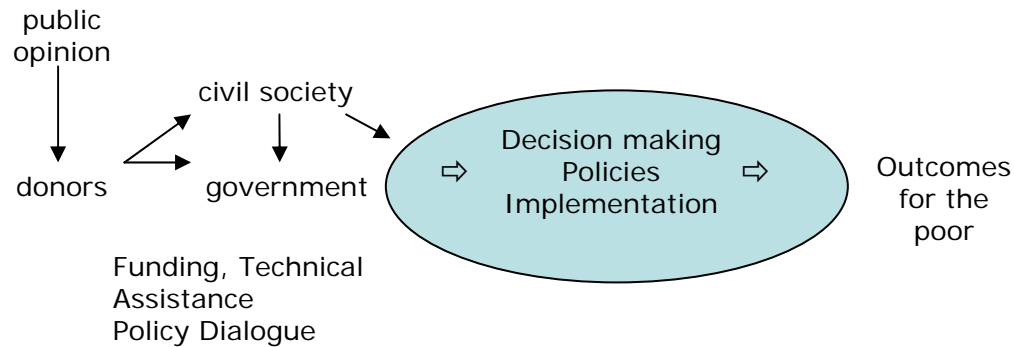 public
opinion
civil society
donors
government
Funding, Technical
Assistance
Policy Dialogue
⇨
Decision making
Policies
Implementation
⇨
Outcomes
for the
poor